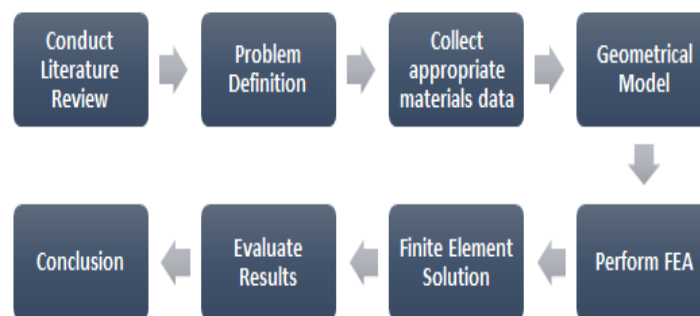 Conduct
Literature
Review
Problem
Definition
Collect
appropriate
materials data
Geometrical
Model
Perform FEA
Finite Element
Solution
Evaluate
Results
Conclusion